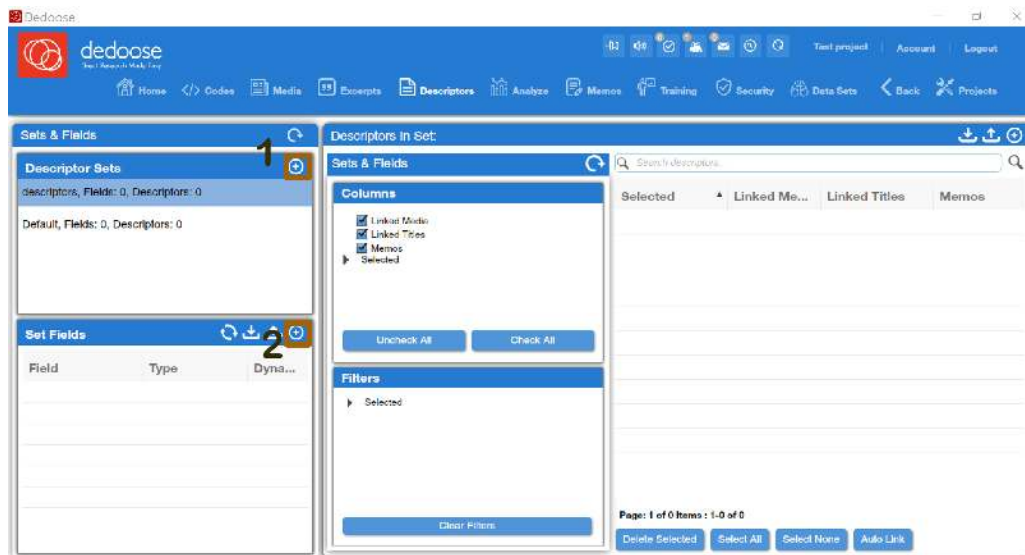 Dedoose
dedoose
Test project Account Logout
Home Codes Media Excerpts Descriptors Analyze Memos Training Security Data Sets Back Projects
Sets & Fields
1
Descriptor Sets
descriptors, Fields: 0, Descriptors: 0
Default, Fields: 0, Descriptors: 0
Set Fields
2
Field Type Dyna...
Descriptors In Set:
Sets & Fields
Columns
Linked Media
Linked Titles
Memos
Selected
Uncheck All Check All
Filters
Selected
Clear Filters
Search descriptors.
Selected Linked Me... Linked Titles Memos
Page: 1 of 0 Items : 1-0 of 0
Delete Selected Select All Select None Auto Link